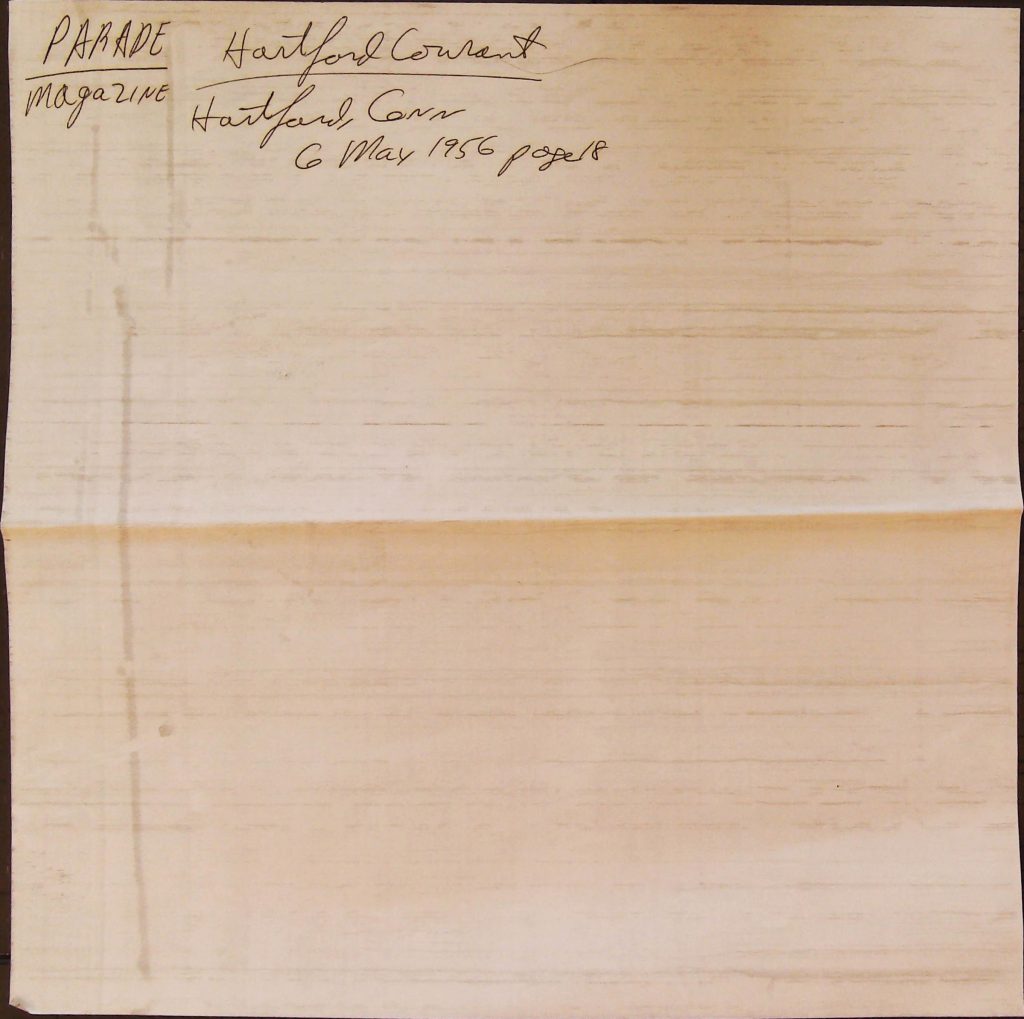 PARADE
MagaZINE
Hartford Courant
Hartford, Conn
6 May 1956 page 18